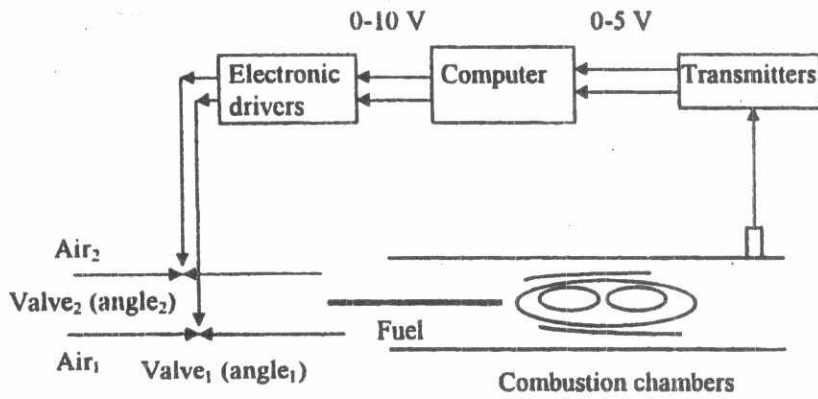 0-10 V
0-5 V
Electronic
drivers
Computer
Transmitters
Air₂
Valve₂ (angle₂)
Fuel
Air₁
Valve₁ (angle₁)
Combustion chambers